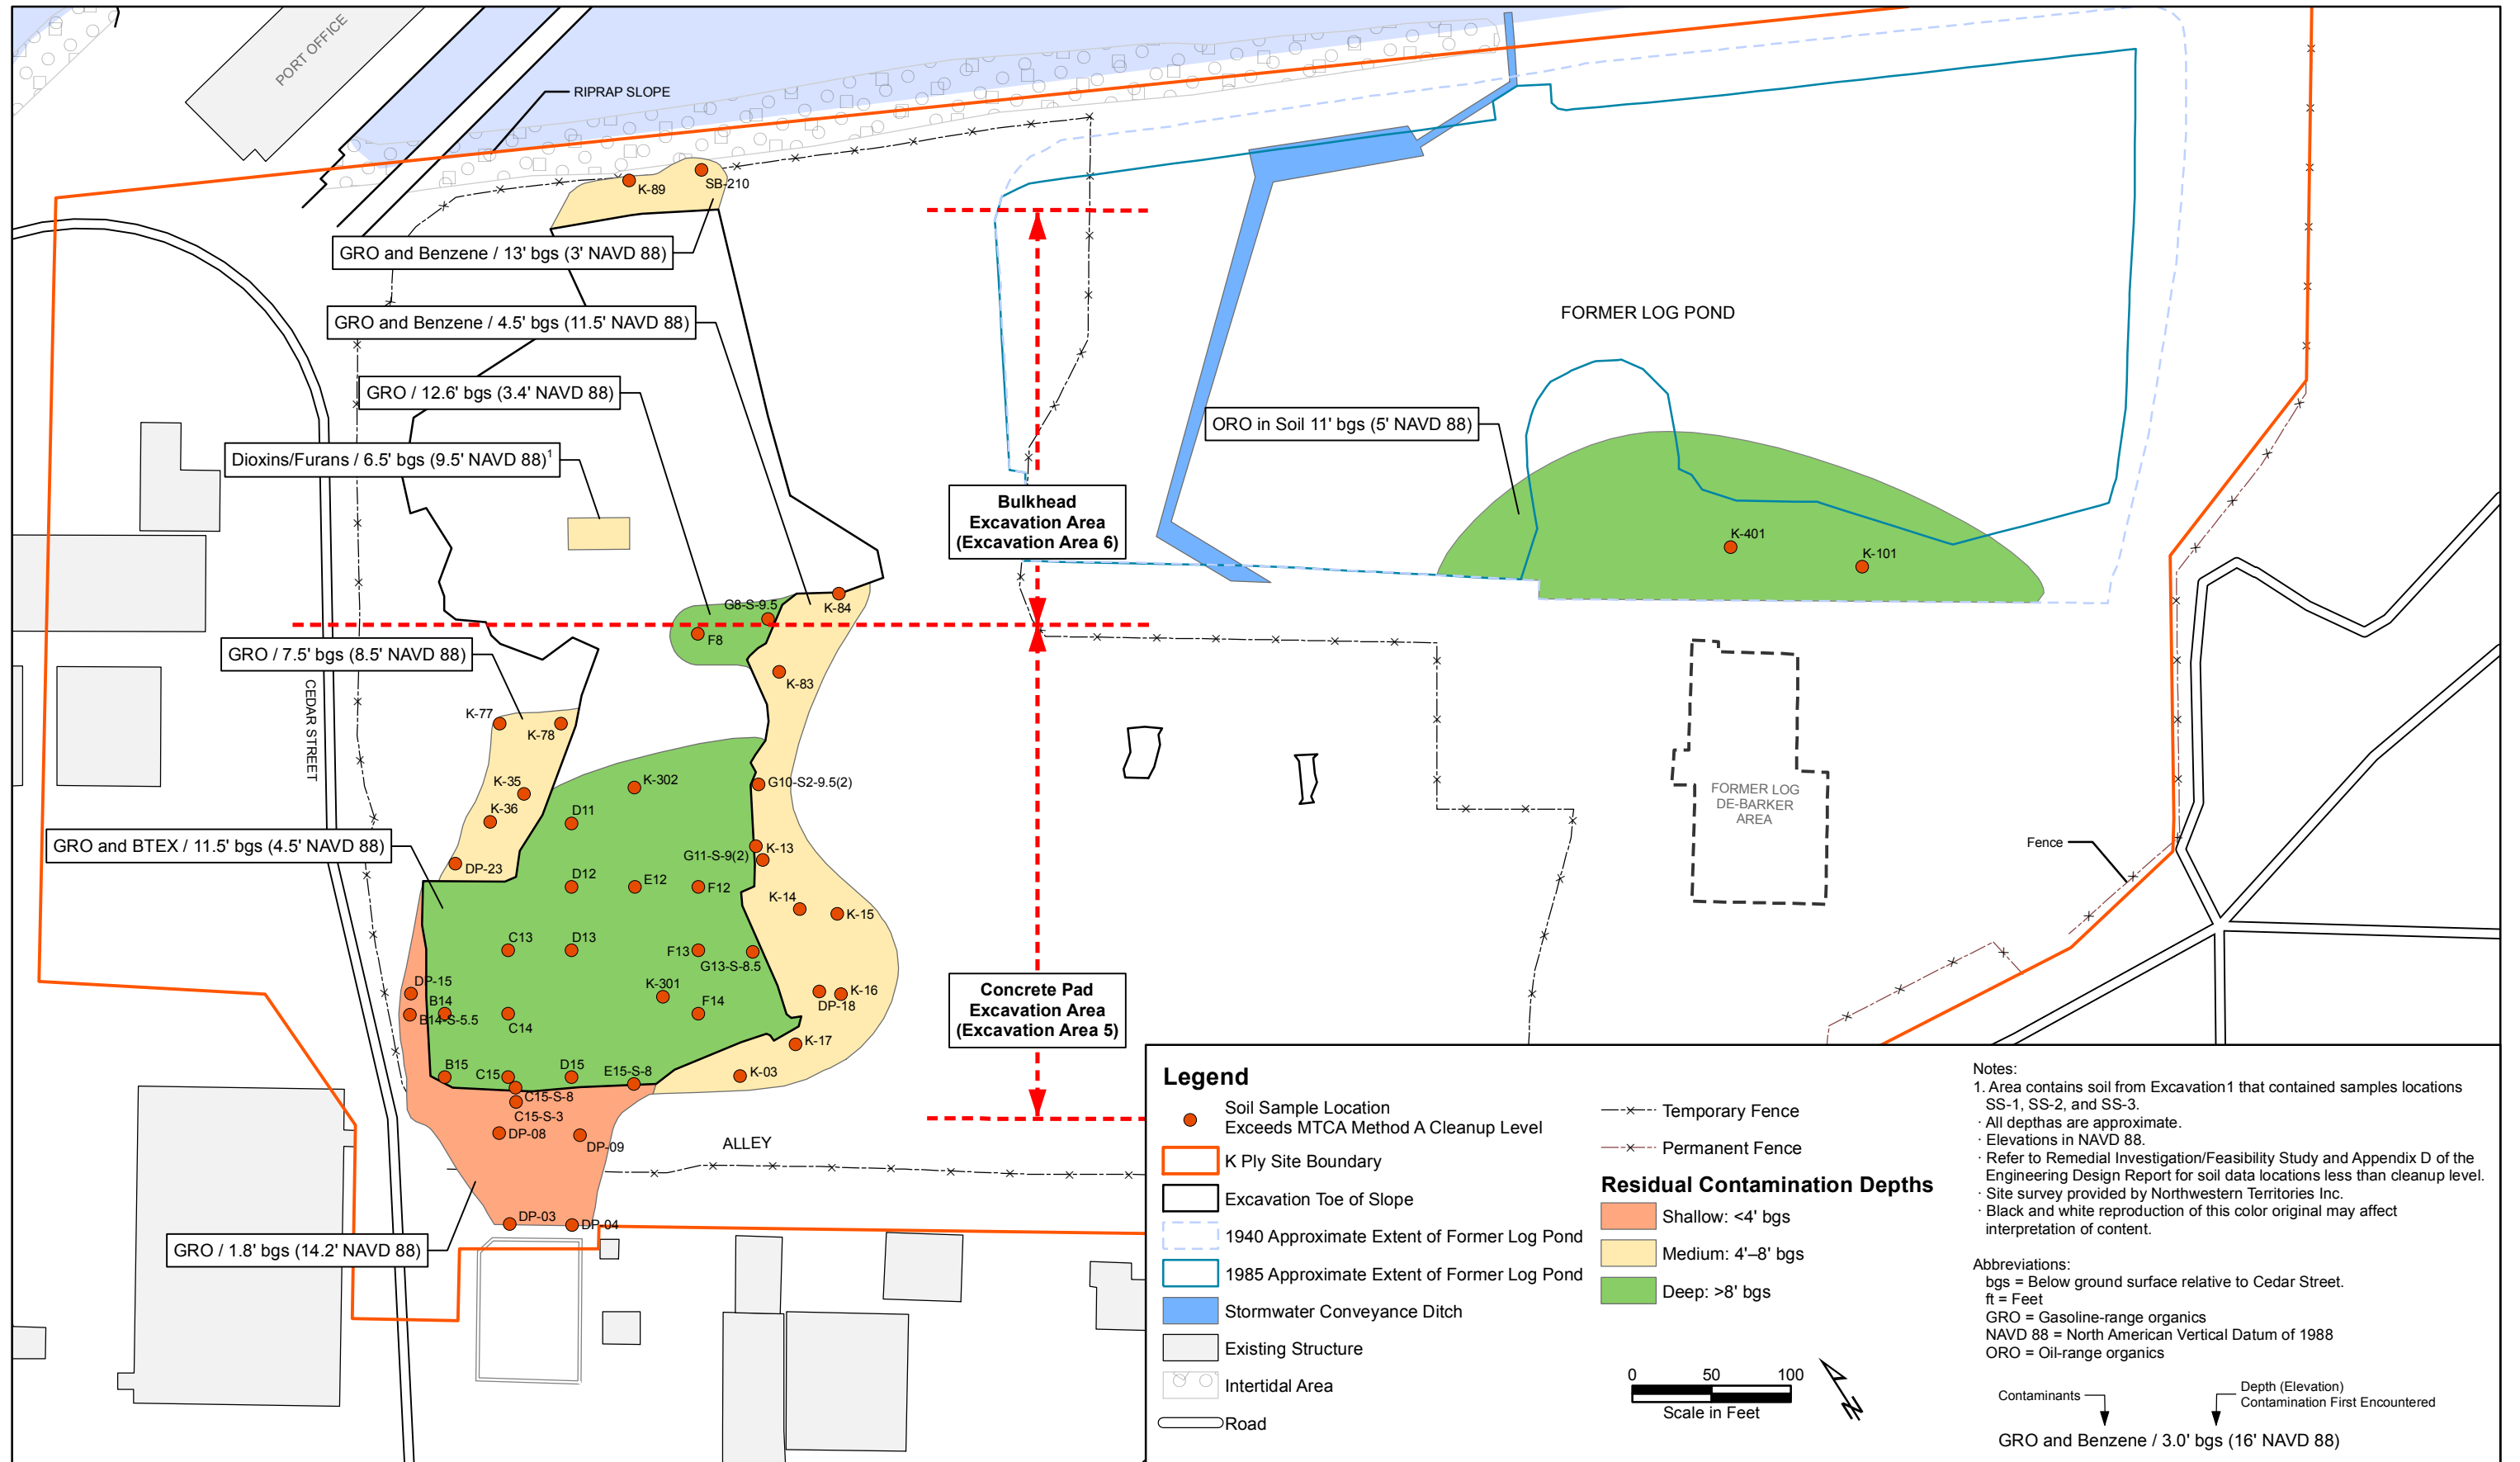 PORT OFFICE
RIPRAP SLOPE
K-89
SB-210
GRO and Benzene / 13' bgs (3' NAVD 88)
GRO and Benzene / 4.5' bgs (11.5' NAVD 88)
FORMER LOG POND
GRO / 12.6' bgs (3.4' NAVD 88)
ORO in Soil 11' bgs (5' NAVD 88)
Dioxins/Furans / 6.5' bgs (9.5' NAVD 88)1
Bulkhead
Excavation Area
(Excavation Area 6)
K-401
K-101
G8-S-9.5
K-84
F8
GRO / 7.5' bgs (8.5' NAVD 88)
K-83
CEDAR STREET
K-77
K-78
K-35
K-302
G10-S2-9.5(2)
K-36
D11
FORMER LOG
DE-BARKER
AREA
GRO and BTEX / 11.5' bgs (4.5' NAVD 88)
G11-S-9(2)
K-13
Fence
DP-23
D12
E12
F12
K-14
K-15
C13
D13
F13
G13-S-8.5
DP-15
K-301
K-16
DP-18
B14
F14
B14-S-5.5
C14
Concrete Pad
Excavation Area
(Excavation Area 5)
K-17
B15
C15
D15
E15-S-8
K-03
C15-S-8
C15-S-3
DP-08
DP-09
ALLEY
DP-03
DP-04
GRO / 1.8' bgs (14.2' NAVD 88)
Legend
Soil Sample Location
Exceeds MTCA Method A Cleanup Level
K Ply Site Boundary
Excavation Toe of Slope
1940 Approximate Extent of Former Log Pond
1985 Approximate Extent of Former Log Pond
Stormwater Conveyance Ditch
Existing Structure
Intertidal Area
Road
Temporary Fence
Permanent Fence
Residual Contamination Depths
Shallow: <4' bgs
Medium: 4'–8' bgs
Deep: >8' bgs
0 50 100
Scale in Feet
N
Notes:
1. Area contains soil from Excavation1 that contained samples locations
SS-1, SS-2, and SS-3.
· All depthas are approximate.
· Elevations in NAVD 88.
· Refer to Remedial Investigation/Feasibility Study and Appendix D of the
Engineering Design Report for soil data locations less than cleanup level.
· Site survey provided by Northwestern Territories Inc.
· Black and white reproduction of this color original may affect
interpretation of content.
Abbreviations:
bgs = Below ground surface relative to Cedar Street.
ft = Feet
GRO = Gasoline-range organics
NAVD 88 = North American Vertical Datum of 1988
ORO = Oil-range organics
Contaminants
Depth (Elevation)
Contamination First Encountered
GRO and Benzene / 3.0' bgs (16' NAVD 88)